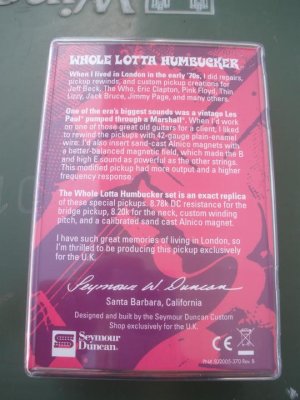 WHOLE LOTTA HUMBUCKER
When I lived in London in the early '70s, I did repairs,
pickup rewinds, and custom pickup creations for
Jeff Beck, The Who, Eric Clapton, Pink Floyd, Thin
Lizzy, Jack Bruce, Jimmy Page, and many others.
One of the era's biggest sounds was a vintage Les
Paul® pumped through a Marshall®. When I'd work
on one of those great old guitars for a client, I liked
to rewind the pickups with 42-gauge plain-enamel
wire. I'd also insert sand-cast Alnico magnets with
a better-balanced magnetic field, which made the B
and high E sound as powerful as the other strings.
This modified pickup had more output and a higher
frequency response.
The Whole Lotta Humbucker set is an exact replica
of these special pickups. 8.78k DC resistance for the
bridge pickup, 8.20k for the neck, custom winding
pitch, and a calibrated sand cast Alnico magnet.
I have such great memories of living in London, so
I'm thrilled to be producing this pickup exclusively
for the U.K.
Seymour W. Duncan
Santa Barbara, California
Designed and built by the Seymour Duncan Custom
Shop exclusively for the U.K.
Seymour
Duncan.
CE